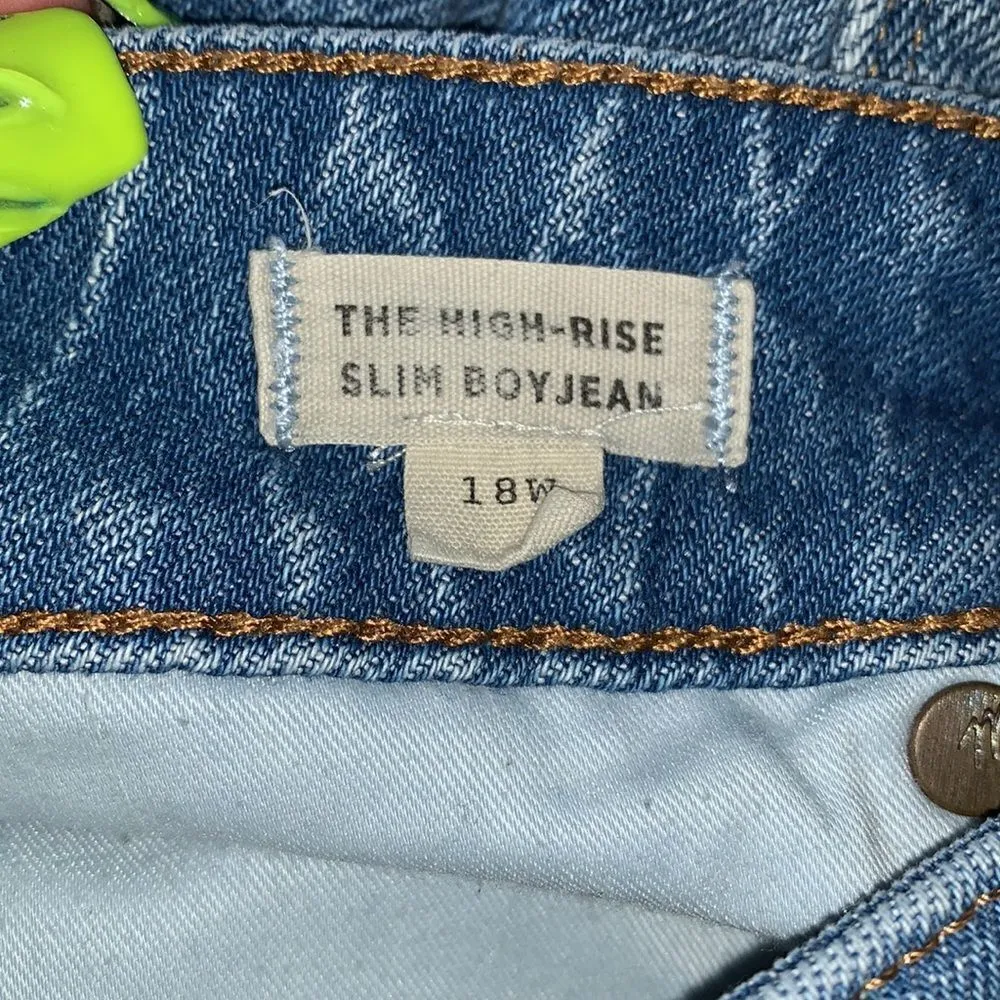 THE HIGH-RISE
SLIM BOYJEAN
18W